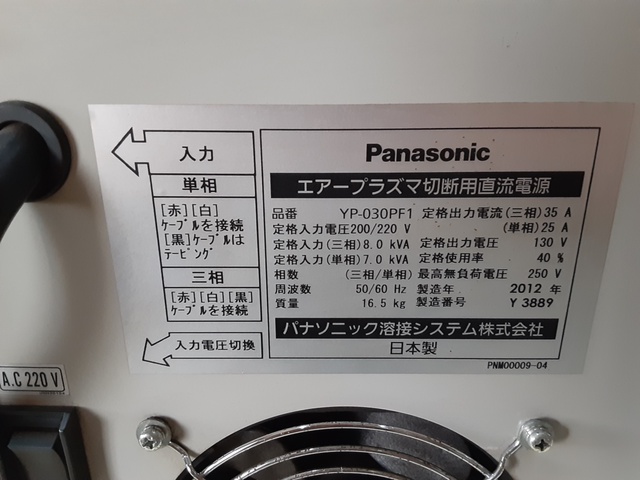 入力
単相
[赤][白]
ケーブルを接続
[黒]ケーブルは
テーピング
三相
[赤][白][黒]
ケーブルを接続
入力電圧切換
Panasonic
エアープラズマ切断用直流電源
品番 YP-030PF1 定格出力電流(三相)35 A
定格入力電圧200/220 V (単相)25 A
定格入力(三相)8.0 kVA 定格出力電圧 130 V
定格入力(単相)7.0 kVA 定格使用率 40 %
相数 (三相/単相) 最高無負荷電圧 250 V
周波数 50/60 Hz 製造年 2012 年
質量 16.5 kg 製造番号 Y 3889
パナソニック溶接システム株式会社
日本製
PNM00009-04
A.C 220 V